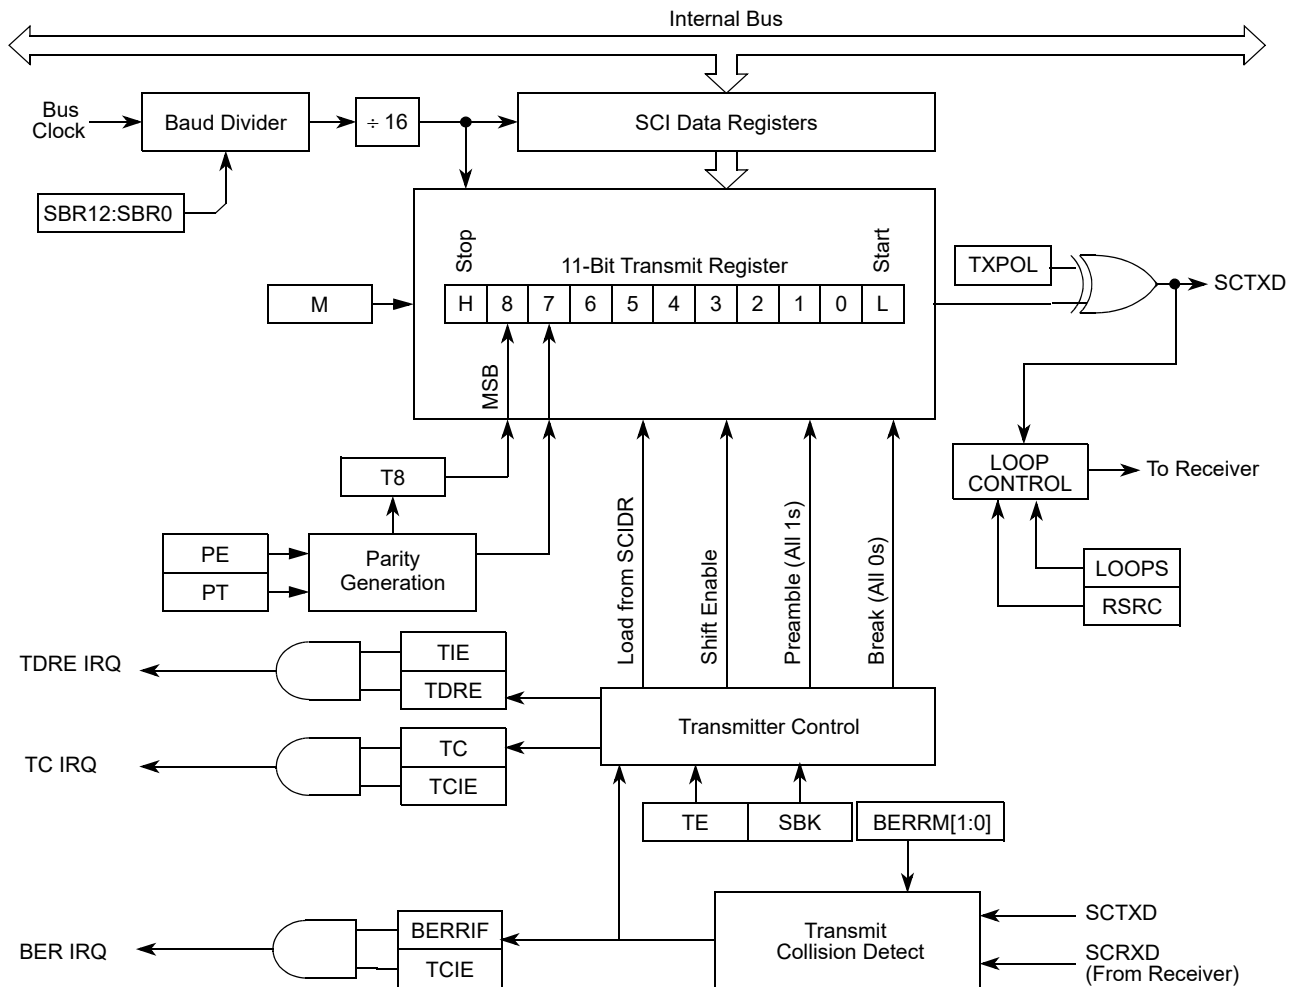 Internal Bus
Bus
Clock
Baud Divider
÷ 16
SCI Data Registers
SBR12:SBR0
Stop
11-Bit Transmit Register
Start
M
H 8 7 6 5 4 3 2 1 0 L
TXPOL
SCTXD
MSB
T8
LOOP
CONTROL
To Receiver
PE
PT
Parity
Generation
Load from SCIDR
Shift Enable
Preamble (All 1s)
Break (All 0s)
LOOPS
RSRC
TDRE IRQ
TIE
TDRE
Transmitter Control
TC IRQ
TC
TCIE
TE
SBK
BERRM[1:0]
BER IRQ
BERRIF
TCIE
Transmit
Collision Detect
SCTXD
SCRXD
(From Receiver)